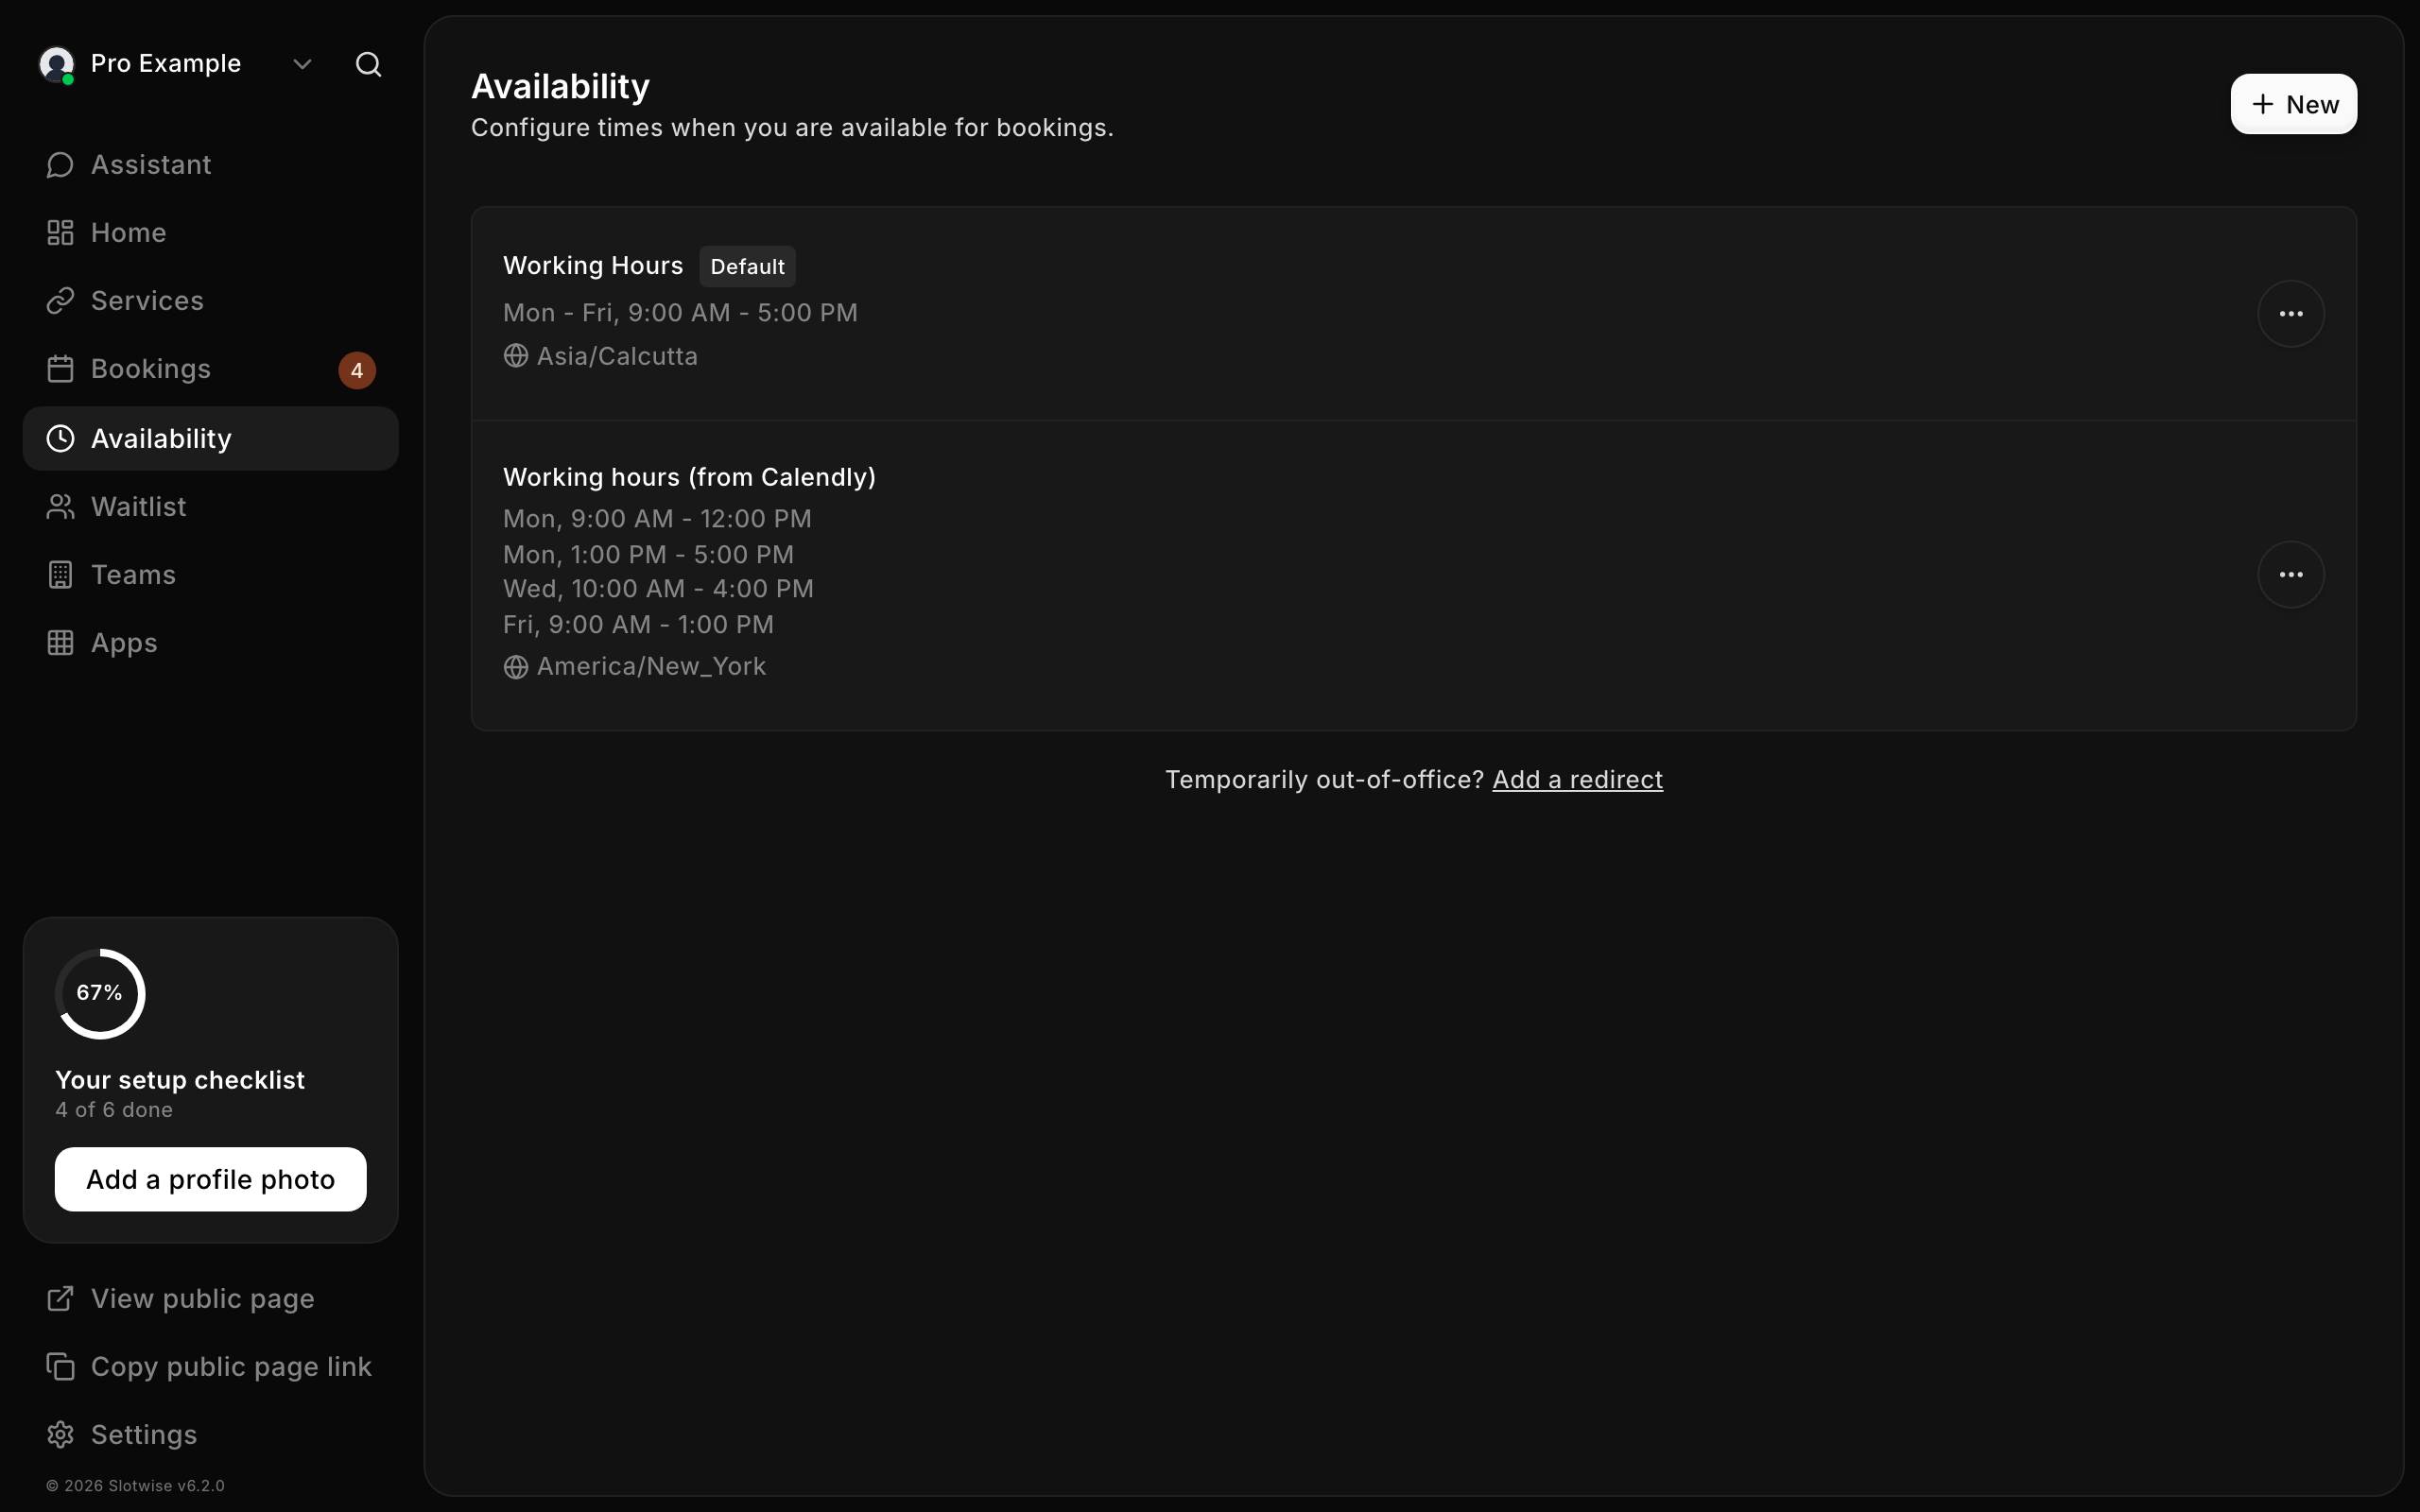 Pro Example
Assistant
Home
Services
Bookings
4
Availability
Waitlist
Teams
Apps
67%
Your setup checklist
4 of 6 done
Add a profile photo
View public page
Copy public page link
Settings
© 2026 Slotwise v6.2.0
Availability
Configure times when you are available for bookings.
New
Working Hours Default
Mon - Fri, 9:00 AM - 5:00 PM
Asia/Calcutta
Working hours (from Calendly)
Mon, 9:00 AM - 12:00 PM
Mon, 1:00 PM - 5:00 PM
Wed, 10:00 AM - 4:00 PM
Fri, 9:00 AM - 1:00 PM
America/New_York
Temporarily out-of-office? Add a redirect